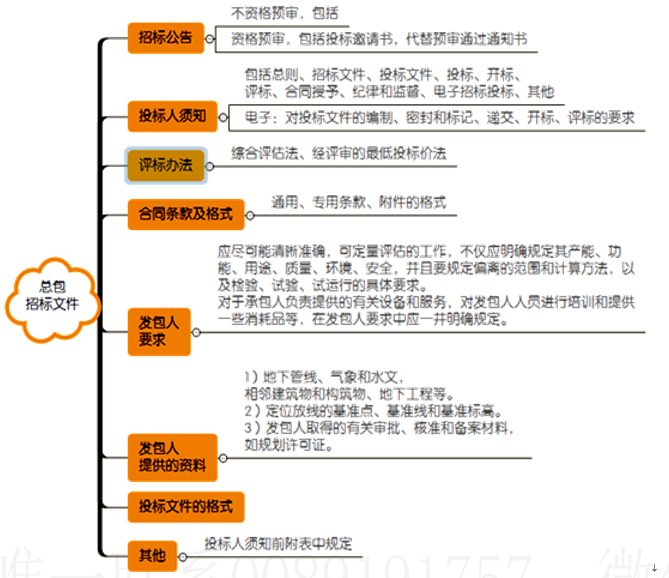 不资格预审，包括
招标公告
资格预审，包括投标邀请书，代替预审通过通知书
包括总则、招标文件、投标文件、投标、开标、
评标、合同授予、纪律和监督、电子招标投标、其他
投标人须知
电子：对投标文件的编制、密封和标记、递交、开标、评标的要求
评标办法
综合评估法、经评审的最低投标价法
合同条款及格式
通用、专用条款、附件的格式
总包
招标文件
应尽可能清晰准确，可定量评估的工作，不仅应明确规定其产能、功
能、用途、质量、环境、安全，并且要规定偏离的范围和计算方法，以
及检验、试验、试运行的具体要求。
对于承包人负责提供的有关设备和服务，对发包人人员进行培训和提供
一些消耗品等，在发包人要求中应一并明确规定。
发包人
要求
1）地下管线、气象和水文，
相邻建筑物和构筑物、地下工程等。
2）定位放线的基准点、基准线和基准标高。
3）发包人取得的有关审批、核准和备案材料，
如规划许可证。
发包人
提供的资料
投标文件的格式
其他
投标人须知前附表中规定